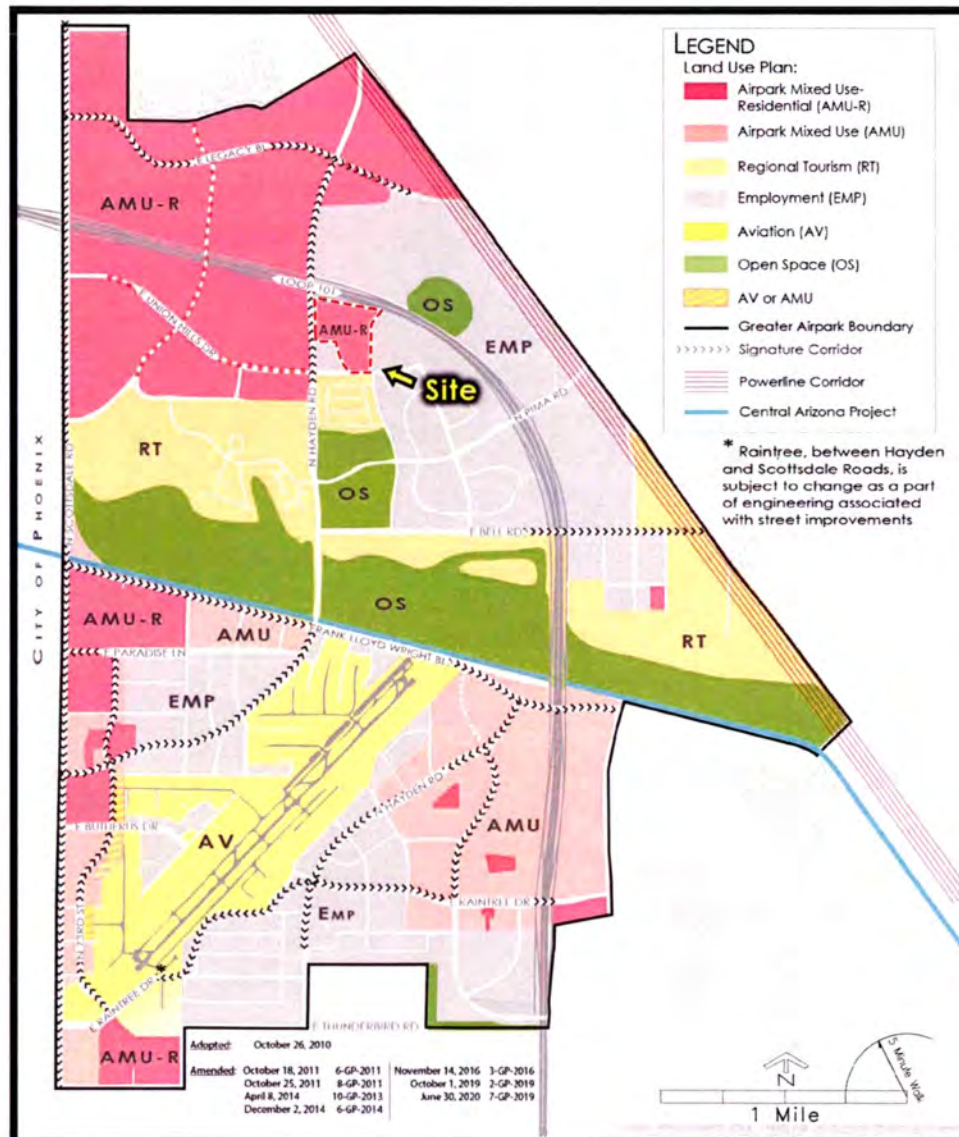 LEGEND
Land Use Plan:
Airpark Mixed Use-
Residential (AMU-R)
Airpark Mixed Use (AMU)
Regional Tourism (RT)
Employment (EMP)
Aviation (AV)
Open Space (OS)
AV or AMU
Greater Airpark Boundary
Signature Corridor
Powerline Corridor
Central Arizona Project
* Raintree, between Hayden
and Scottsdale Roads, is
subject to change as a part
of engineering associated
with street improvements
E LEGACY BL
AMU-R
LOOP 101
OS
AMU-R
EMP
E UNION HILLS DR
Site
N PIMA RD
N HAYDEN RD
RT
OS
CITY OF PHOENIX
N SCOTTSDALE RD
E BELL RD
OS
AMU-R
AMU
FRANK LLOYD WRIGHT BL
RT
E PARADISE LN
EMP
N HAYDEN RD
AMU
E BUTHERUS DR
AV
EMP
E RAINTREE DR
N 73RD ST
*
E RAINTREE DR
E THUNDERBIRD RD
AMU-R
Adopted: October 26, 2010
Amended: October 18, 2011 6-GP-2011 November 14, 2016 3-GP-2016
October 25, 2011 8-GP-2011 October 1, 2019 2-GP-2019
April 8, 2014 10-GP-2013 June 30, 2020 7-GP-2019
December 2, 2014 6-GP-2014
N
5 Minute Walk
1 Mile